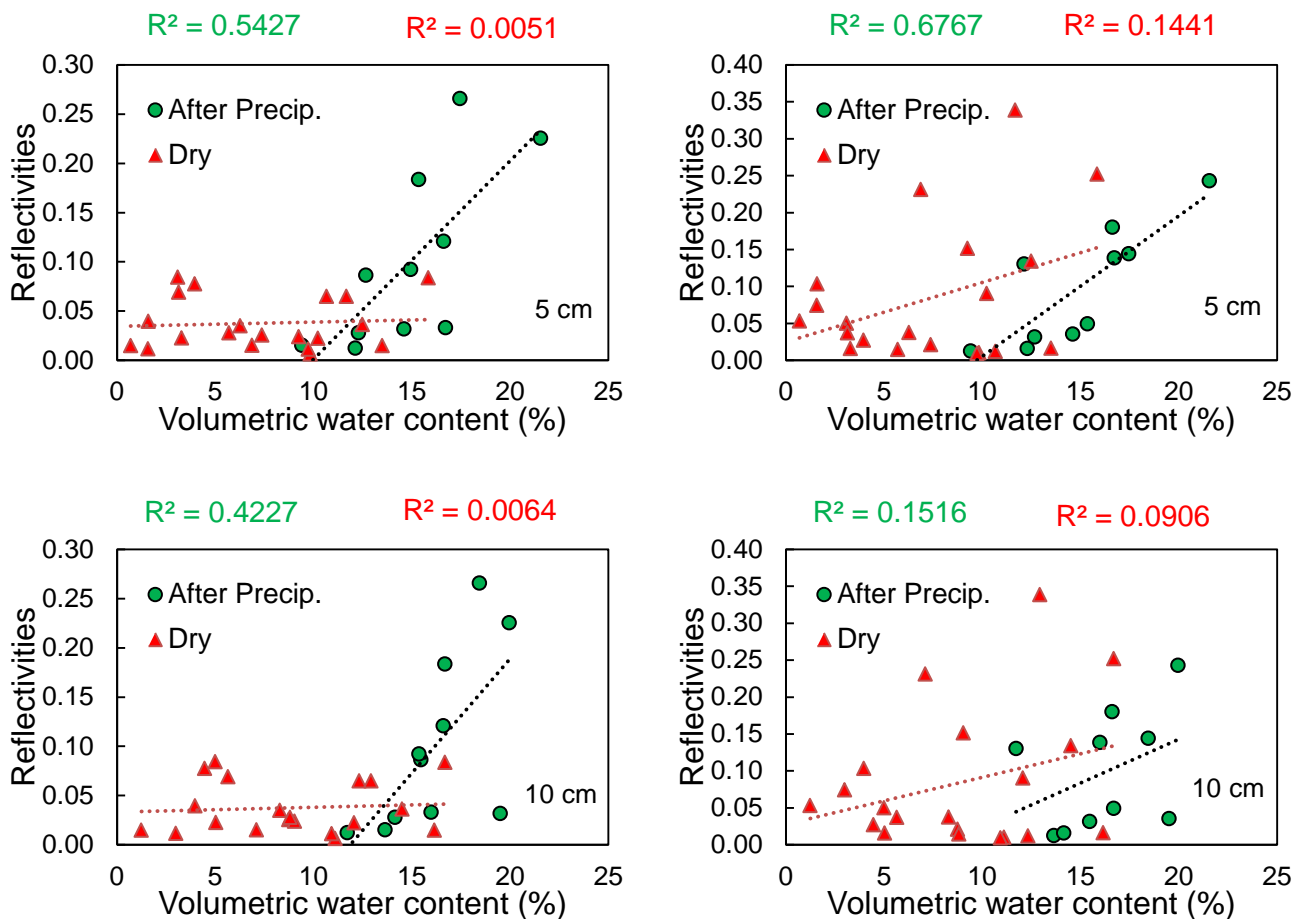 R² = 0.5427 R² = 0.0051
0.30
0.25
0.20
0.15
0.10
0.05
0.00
Reflectivities
After Precip.
Dry
5 cm
0 5 10 15 20 25
Volumetric water content (%)
R² = 0.6767 R² = 0.1441
0.40
0.35
0.30
0.25
0.20
0.15
0.10
0.05
0.00
Reflectivities
After Precip.
Dry
5 cm
0 5 10 15 20 25
Volumetric water content (%)
R² = 0.4227 R² = 0.0064
0.30
0.25
0.20
0.15
0.10
0.05
0.00
Reflectivities
After Precip.
Dry
10 cm
0 5 10 15 20 25
Volumetric water content (%)
R² = 0.1516 R² = 0.0906
0.40
0.35
0.30
0.25
0.20
0.15
0.10
0.05
0.00
Reflectivities
After Precip.
Dry
10 cm
0 5 10 15 20 25
Volumetric water content (%)